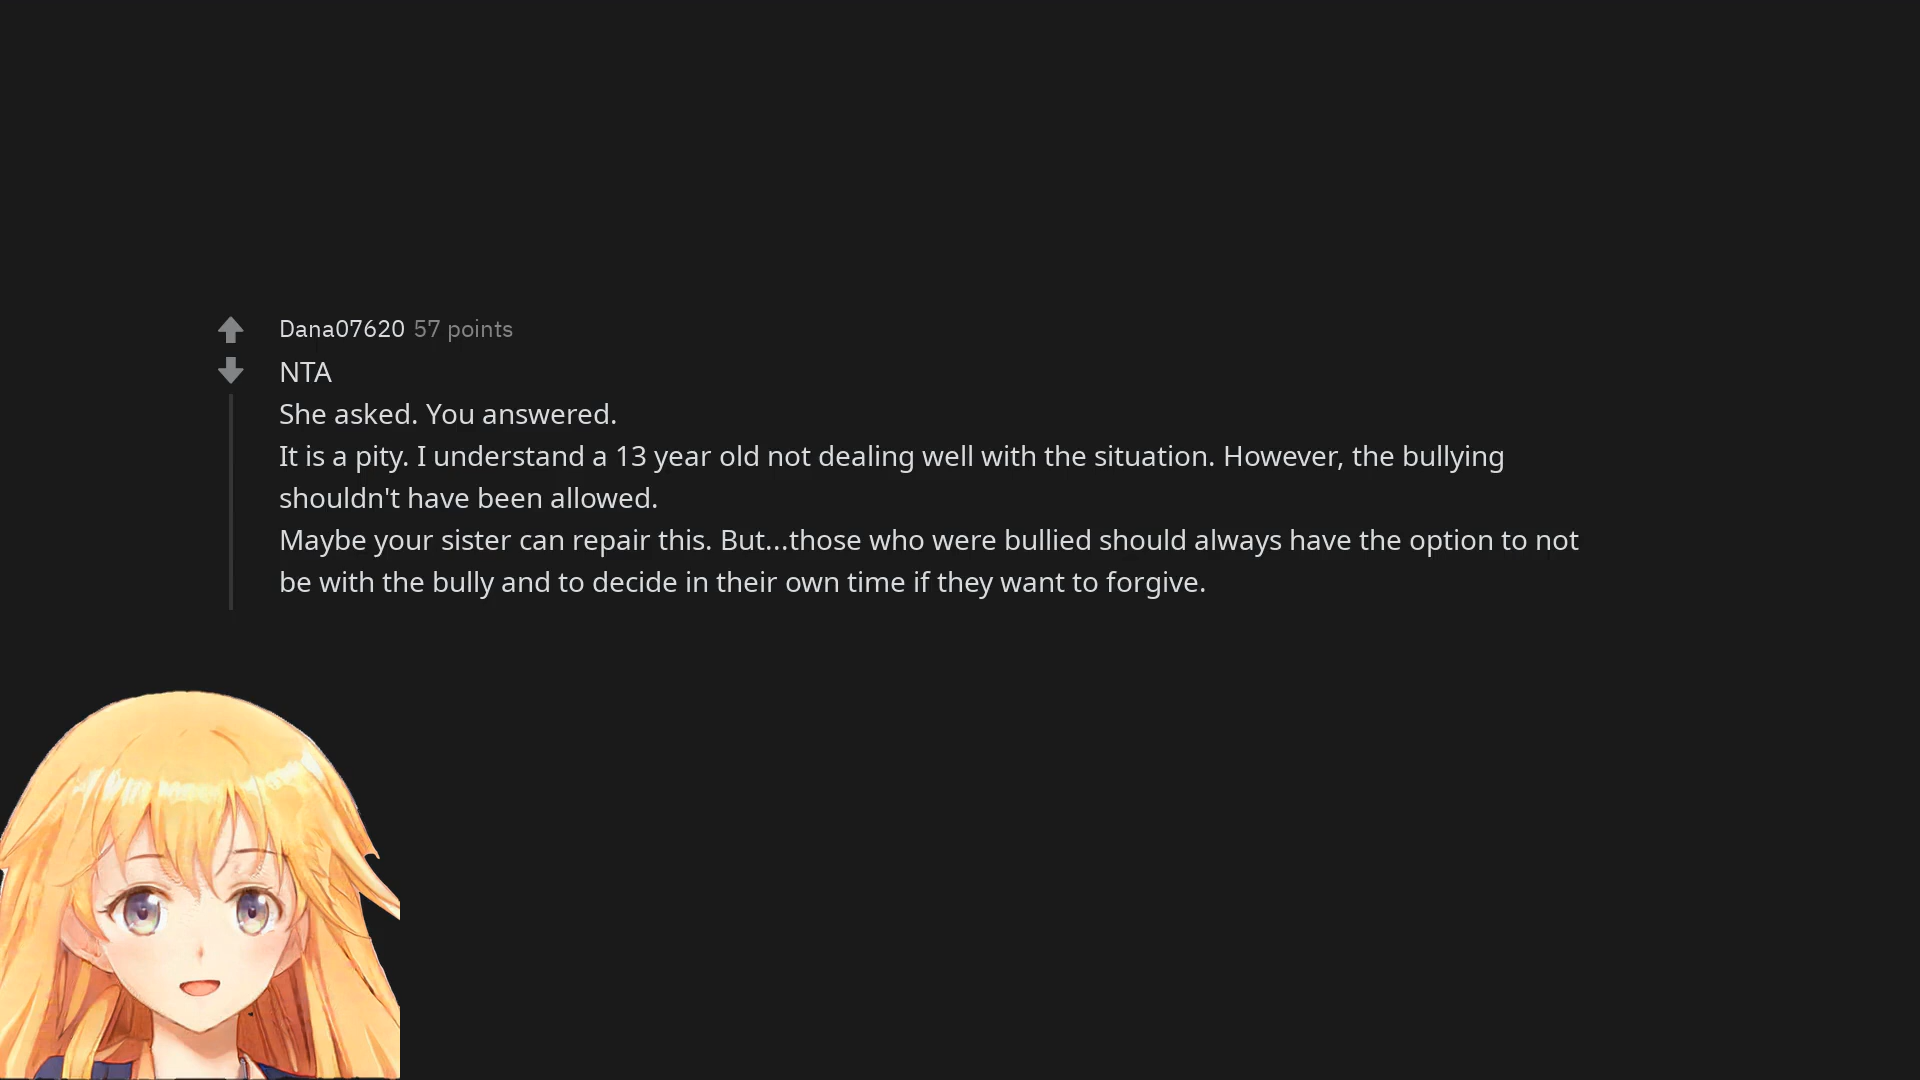 Dana07620 57 points
NTA
She asked. You answered.
It is a pity. I understand a 13 year old not dealing well with the situation. However, the bullying
shouldn't have been allowed.
Maybe your sister can repair this. But...those who were bullied should always have the option to not
be with the bully and to decide in their own time if they want to forgive.